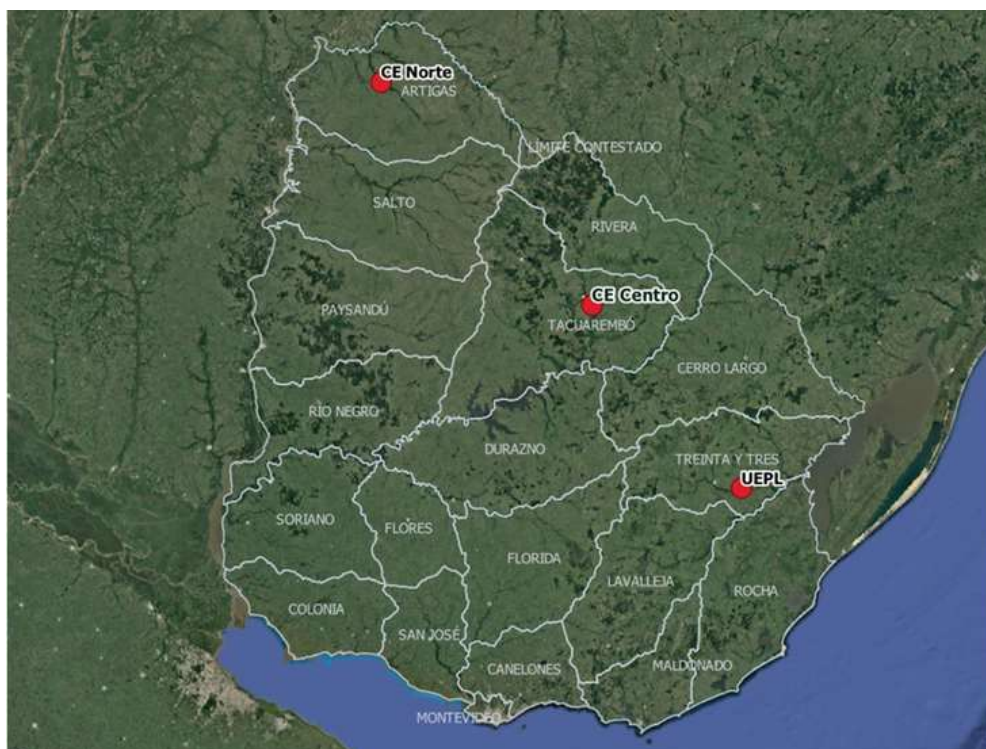 CE Norte
ARTIGAS
LÍMITE CONTESTADO
SALTO
RIVERA
CE Centro
PAYSANDÚ
TACUAREMBÓ
CERRO LARGO
RÍO NEGRO
DURAZNO
TREINTA Y TRES
UEPL
SORIANO
FLORES
FLORIDA
LAVALLEJA
ROCHA
COLONIA
SAN JOSÉ
CANELONES
MALDONADO
MONTEVIDEO